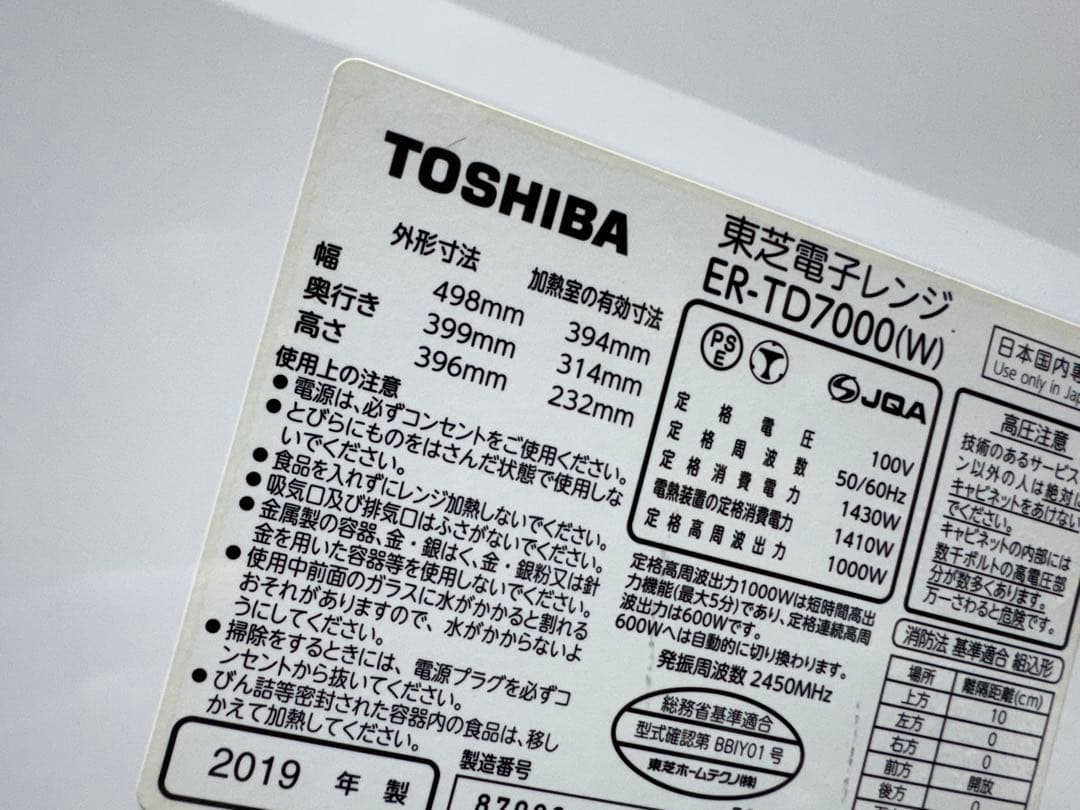 TOSHIBA
東芝電子レンジ
ER-TD7000(W)
外形寸法 加熱室の有効寸法
幅 498mm 394mm
奥行き 399mm 314mm
高さ 396mm 232mm
使用上の注意
●電源は、必ずコンセントをご使用ください。
●とびらにものをはさんだ状態で使用しな
いでください。
●食品を入れずにレンジ加熱しないでください。
●吸気口及び排気口はふさがないでください。
●金属製の容器、金・銀はく、金・銀粉又は針
金を用いた容器等を使用しないでください。
●使用中前面のガラスに水がかかると割れる
おそれがありますので、水がかからないよ
うにしてください。
●掃除をするときには、電源プラグを必ずコ
ンセントから抜いてください。
●びん詰等密封された容器内の食品は、移し
かえて加熱してください。
2019 年 製
PS
E
JQA
定格電圧 100V
定格周波数 50/60Hz
定格消費電力 1430W
電熱装置の定格消費電力 1410W
定格高周波出力 1000W
定格高周波出力1000Wは短時間高出
力機能(最大5分)であり、定格連続高周
波出力は600Wです。
600Wへは自動的に切り換わります。
発振周波数 2450MHz
総務省基準適合
型式確認第 BBIY01 号
東芝ホームテクノ(株)
製造番号
日本国内専
Use only in Jap
高圧注意
技術のあるサービス
ン以外の人は絶対に
キャビネットをあけない
でください。
キャビネットの内部には
数千ボルトの高電圧部
分が数多くあります。
万一さわると危険です。
消防法 基準適合 組込形
場所 離隔距離(cm)
上方 10
左方 0
右方 0
前方 開放
後方 0